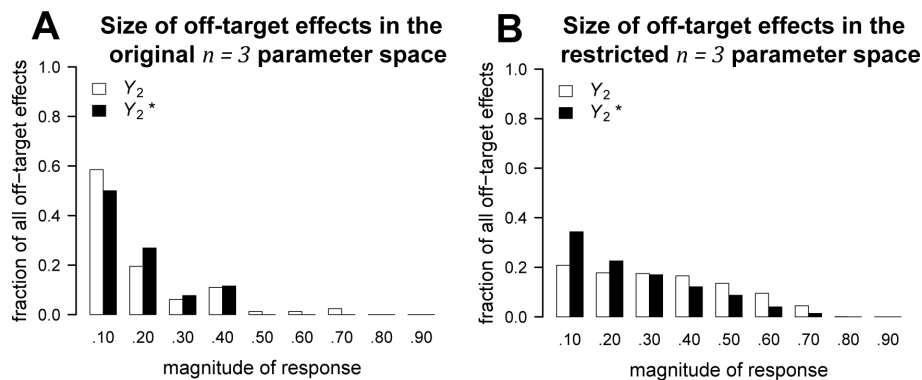 A
Size of off-target effects in the
original n = 3 parameter space
fraction of all off-target effects
1.0
0.8
0.6
0.4
0.2
0.0
Y2
Y2 *
.10 .20 .30 .40 .50 .60 .70 .80 .90
magnitude of response
B
Size of off-target effects in the
restricted n = 3 parameter space
fraction of all off-target effects
1.0
0.8
0.6
0.4
0.2
0.0
Y2
Y2 *
.10 .20 .30 .40 .50 .60 .70 .80 .90
magnitude of response